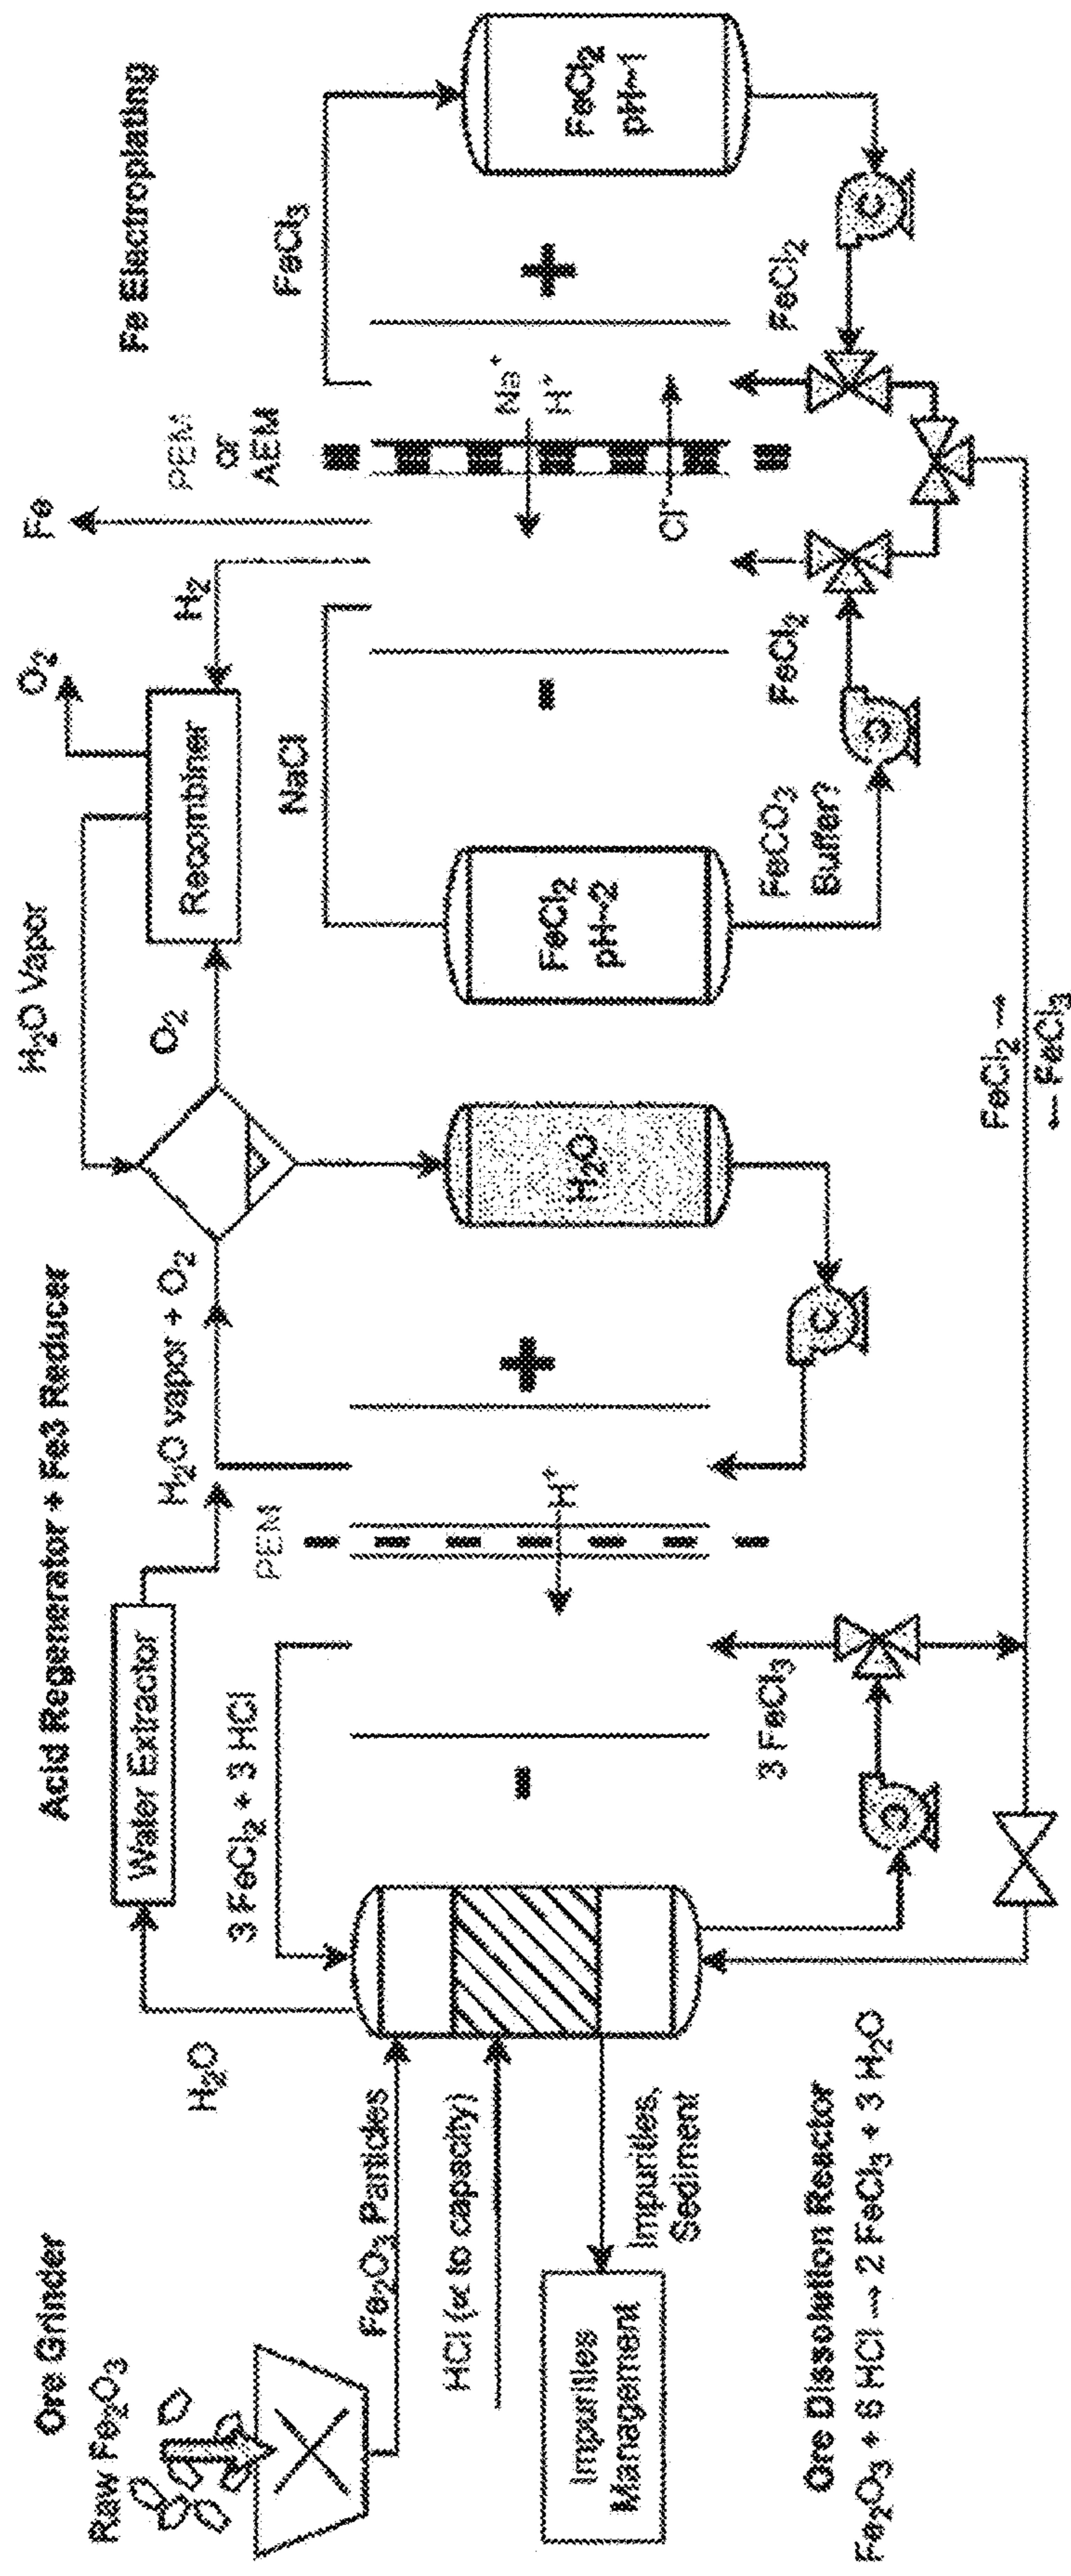 Ore Grinder
Raw Fe2O3
Fe2O3 Particles
HCl (∝ to capacity)
Impurities,
Sediment
Impurities
Management
Ore Dissolution Reactor
Fe2O3 + 6 HCl → 2 FeCl3 + 3 H2O
H2O
Water Extractor
Acid Regenerator + Fe3 Reducer
3 FeCl2 + 3 HCl
3 FeCl3
PEM
H+
H2O vapor + O2
H2O
H2O Vapor
O2
Recombiner
O2
H2
Fe
NaCl
FeCl2
pH~2
FeCO3
Buffer?
FeCl2
PEM
or
AEM
Na+
H+
Cl-
Fe Electroplating
FeCl3
FeCl2
pH~1
FeCl2
FeCl2 →
← FeCl3